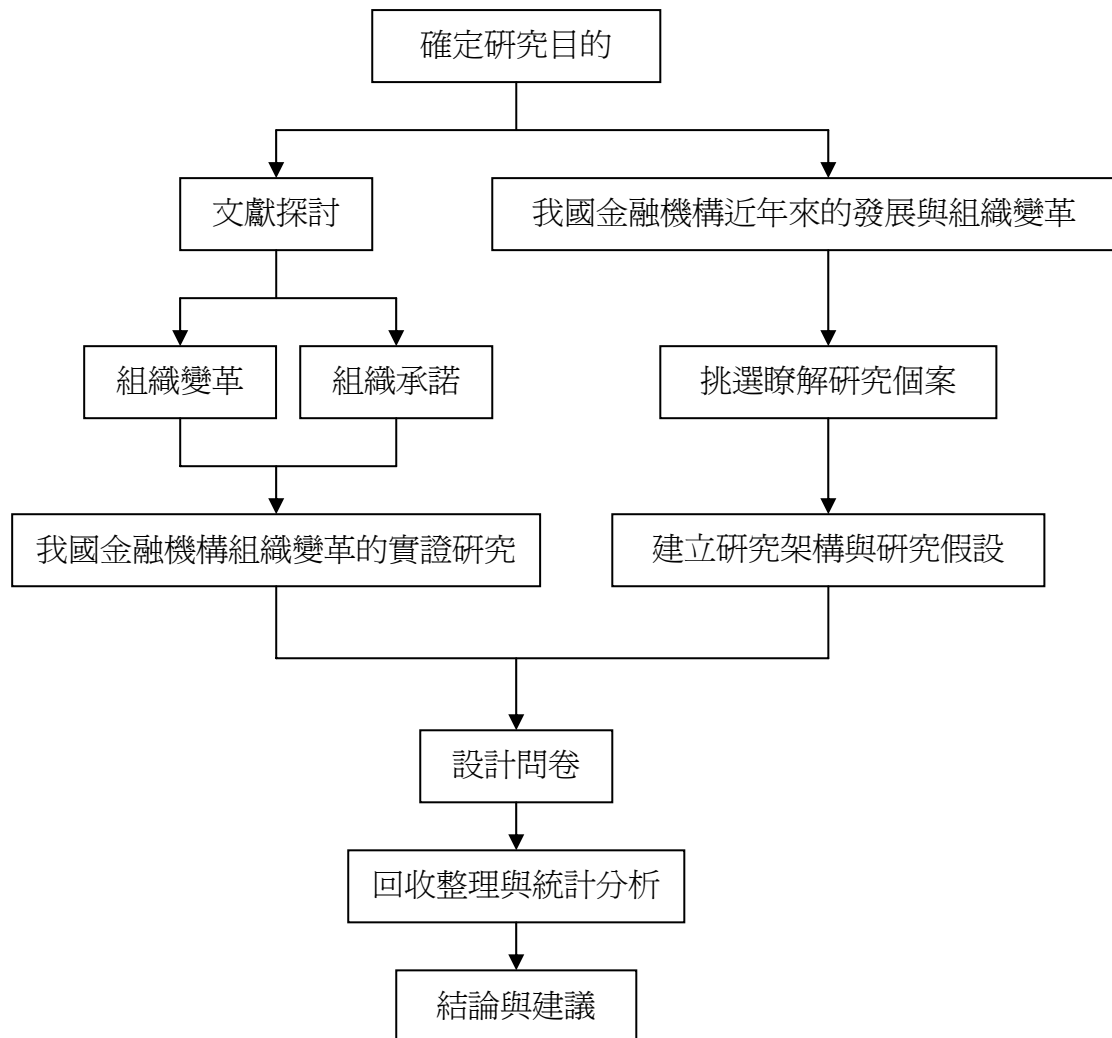 確定研究目的
文獻探討
我國金融機構近年來的發展與組織變革
組織變革
組織承諾
挑選瞭解研究個案
我國金融機構組織變革的實證研究
建立研究架構與研究假設
設計問卷
回收整理與統計分析
結論與建議